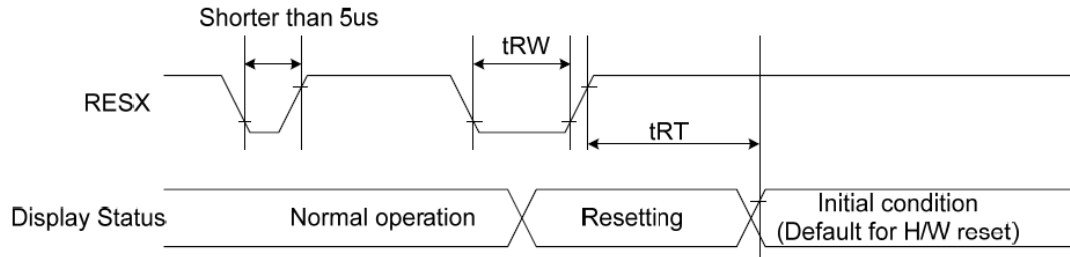 Shorter than 5us
tRW
RESX
tRT
Display Status
Normal operation
Resetting
Initial condition
(Default for H/W reset)